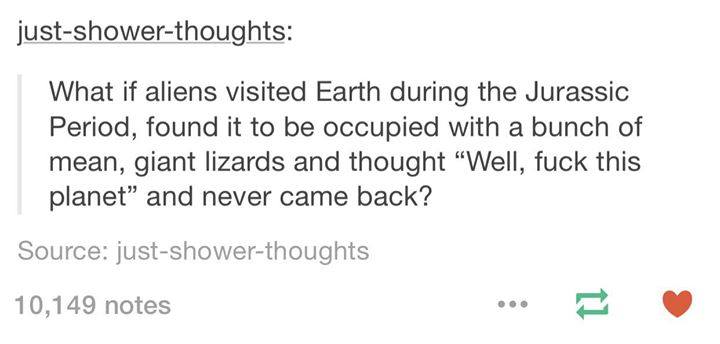 just-shower-thoughts:
What if aliens visited Earth during the Jurassic
Period, found it to be occupied with a bunch of
mean, giant lizards and thought “Well, fuck this
planet” and never came back?
Source: just-shower-thoughts
10,149 notes